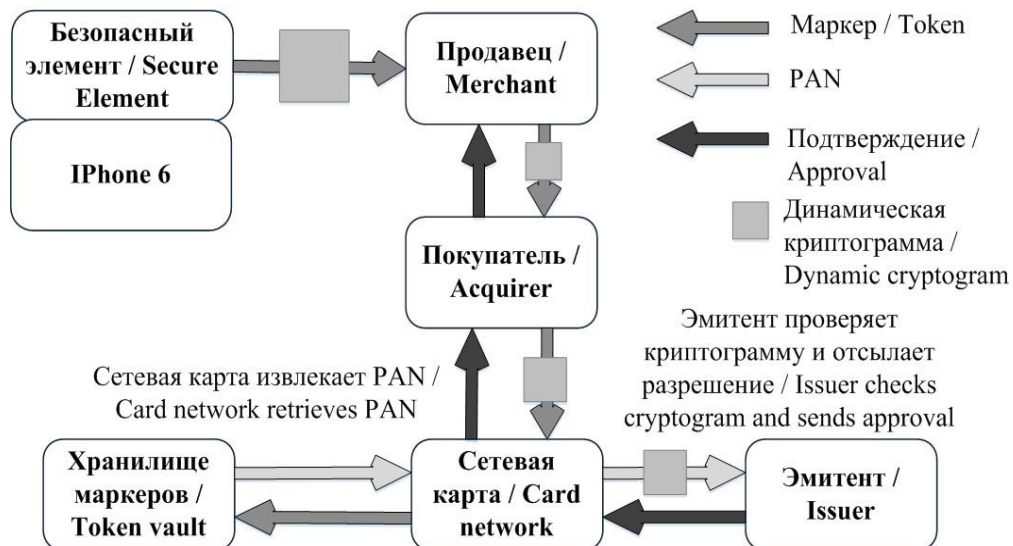 Безопасный
элемент / Secure
Element
IPhone 6
Продавец /
Merchant
Маркер / Token
PAN
Подтверждение /
Approval
Динамическая
криптограмма /
Dynamic cryptogram
Покупатель /
Acquirer
Эмитент проверяет
криптограмму и отсылает
разрешение / Issuer checks
cryptogram and sends approval
Сетевая карта извлекает PAN /
Card network retrieves PAN
Хранилище
маркеров /
Token vault
Сетевая
карта / Card
network
Эмитент /
Issuer